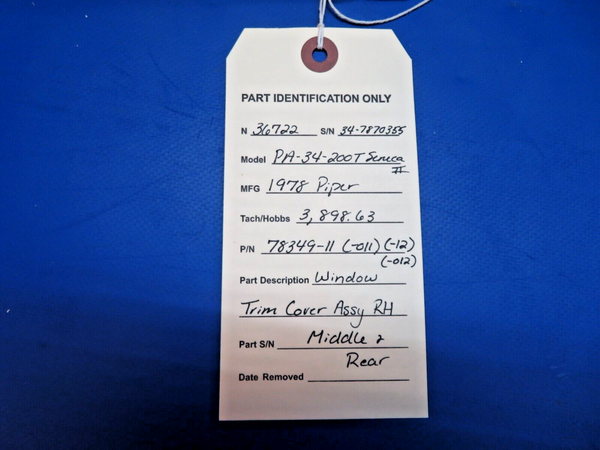 PART IDENTIFICATION ONLY
N 36722 S/N 34-7870355
Model PA-34-200T Seneca
II
MFG 1978 Piper
Tach/Hobbs 3,898.63
P/N 78349-11 (-011) (-12)
(-012)
Part Description Window
Trim Cover Assy RH
Part S/N Middle &
Rear
Date Removed